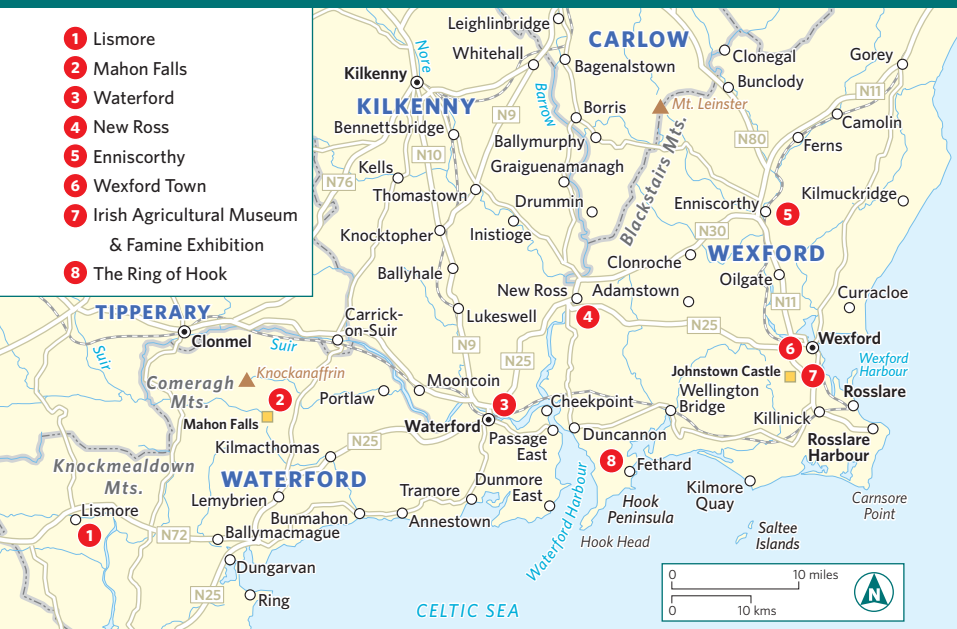 1 Lismore
2 Mahon Falls
3 Waterford
4 New Ross
5 Enniscorthy
6 Wexford Town
7 Irish Agricultural Museum
& Famine Exhibition
8 The Ring of Hook
Leighlinbridge
CARLOW
Whitehall
Clonegal
Gorey
Nore
Bagenalstown
Kilkenny
Bunclody
Barrow
N11
KILKENNY
Borris
Mt. Leinster
N9
Camolin
Bennettsbridge
Ballymurphy
N80
Ferns
N10
Kells
Graiguenamanagh
N76
Thomastown
Drummin
Blackstairs Mts.
Enniscorthy
5
Kilmuckridge
Knocktopher
Inistioge
N30
WEXFORD
Clonroche
Ballyhale
Oilgate
New Ross
Adamstown
Curracloe
N11
TIPPERARY
Carrick-
on-Suir
Lukeswell
4
N25
Clonmel
Suir
Suir
N9
N25
6
Wexford
Wexford
Harbour
Comeragh
Mts.
Knockanaffrin
Johnstown Castle
7
Mooncoin
Portlaw
2
Wellington
Bridge
Rosslare
3
Cheekpoint
Mahon Falls
Waterford
Killinick
Passage
East
Duncannon
Rosslare
Harbour
Kilmacthomas
N25
8
Fethard
Knockmealdown
Mts.
WATERFORD
Dunmore
East
Kilmore
Quay
Carnsore
Point
Lemybrien
Tramore
Waterford Harbour
Hook
Peninsula
Lismore
Bunmahon
Annestown
Saltee
Islands
1
N72
Ballymacmague
Hook Head
Dungarvan
N25
Ring
CELTIC SEA
0 10 miles
0 10 kms
N